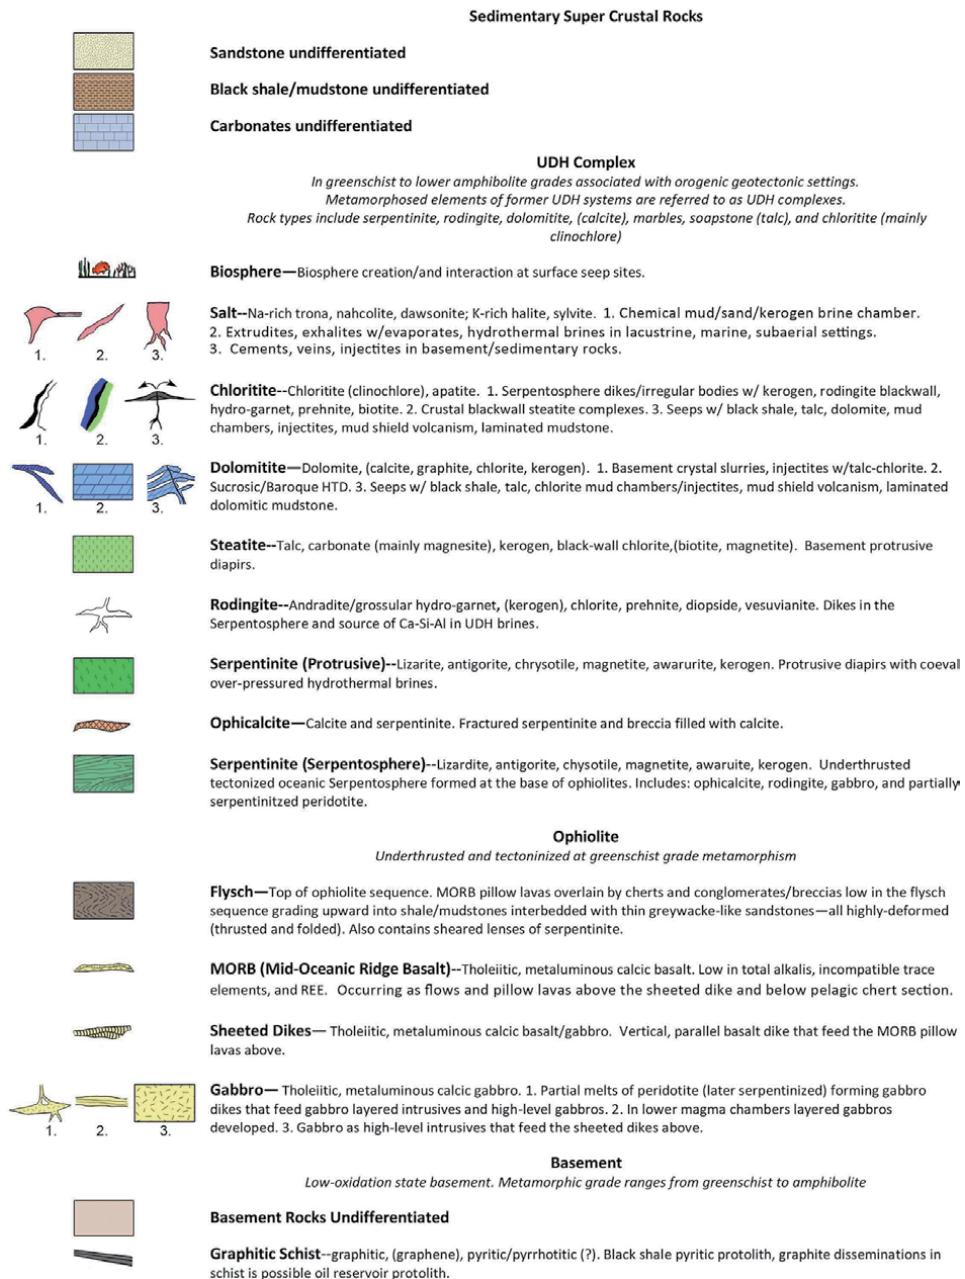 Sedimentary Super Crustal Rocks
Sandstone undifferentiated
Black shale/mudstone undifferentiated
Carbonates undifferentiated
UDH Complex
In greenschist to lower amphibolite grades associated with orogenic geotectonic settings.
Metamorphosed elements of former UDH systems are referred to as UDH complexes.
Rock types include serpentinite, rodingite, dolomitite, (calcite), marbles, soapstone (talc), and chloritite (mainly
clinochlore)
Biosphere—Biosphere creation/and interaction at surface seep sites.
Salt--Na-rich trona, nahcolite, dawsonite; K-rich halite, sylvite. 1. Chemical mud/sand/kerogen brine chamber.
2. Extrudites, exhalites w/evaporates, hydrothermal brines in lacustrine, marine, subaerial settings.
3. Cements, veins, injectites in basement/sedimentary rocks.
1. 2. 3.
Chloritite--Chloritite (clinochlore), apatite. 1. Serpentosphere dikes/irregular bodies w/ kerogen, rodingite blackwall,
hydro-garnet, prehnite, biotite. 2. Crustal blackwall steatite complexes. 3. Seeps w/ black shale, talc, dolomite, mud
chambers, injectites, mud shield volcanism, laminated mudstone.
1. 2. 3.
Dolomitite—Dolomite, (calcite, graphite, chlorite, kerogen). 1. Basement crystal slurries, injectites w/talc-chlorite. 2.
Sucrosic/Baroque HTD. 3. Seeps w/ black shale, talc, chlorite mud chambers/injectites, mud shield volcanism, laminated
dolomitic mudstone.
1. 2. 3.
Steatite--Talc, carbonate (mainly magnesite), kerogen, black-wall chlorite,(biotite, magnetite). Basement protrusive
diapirs.
Rodingite--Andradite/grossular hydro-garnet, (kerogen), chlorite, prehnite, diopside, vesuvianite. Dikes in the
Serpentosphere and source of Ca-Si-Al in UDH brines.
Serpentinite (Protrusive)--Lizarite, antigorite, chrysotile, magnetite, awarurite, kerogen. Protrusive diapirs with coeval
over-pressured hydrothermal brines.
Ophicalcite—Calcite and serpentinite. Fractured serpentinite and breccia filled with calcite.
Serpentinite (Serpentosphere)--Lizardite, antigorite, chysotile, magnetite, awaruite, kerogen. Underthrusted
tectonized oceanic Serpentosphere formed at the base of ophiolites. Includes: ophicalcite, rodingite, gabbro, and partially
serpentinitzed peridotite.
Ophiolite
Underthrusted and tectoninized at greenschist grade metamorphism
Flysch—Top of ophiolite sequence. MORB pillow lavas overlain by cherts and conglomerates/breccias low in the flysch
sequence grading upward into shale/mudstones interbedded with thin greywacke-like sandstones—all highly-deformed
(thrusted and folded). Also contains sheared lenses of serpentinite.
MORB (Mid-Oceanic Ridge Basalt)--Tholeiitic, metaluminous calcic basalt. Low in total alkalis, incompatible trace
elements, and REE. Occurring as flows and pillow lavas above the sheeted dike and below pelagic chert section.
Sheeted Dikes— Tholeiitic, metaluminous calcic basalt/gabbro. Vertical, parallel basalt dike that feed the MORB pillow
lavas above.
Gabbro— Tholeiitic, metaluminous calcic gabbro. 1. Partial melts of peridotite (later serpentinized) forming gabbro
dikes that feed gabbro layered intrusives and high-level gabbros. 2. In lower magma chambers layered gabbros
developed. 3. Gabbro as high-level intrusives that feed the sheeted dikes above.
1. 2. 3.
Basement
Low-oxidation state basement. Metamorphic grade ranges from greenschist to amphibolite
Basement Rocks Undifferentiated
Graphitic Schist--graphitic, (graphene), pyritic/pyrrhotitic (?). Black shale pyritic protolith, graphite disseminations in
schist is possible oil reservoir protolith.